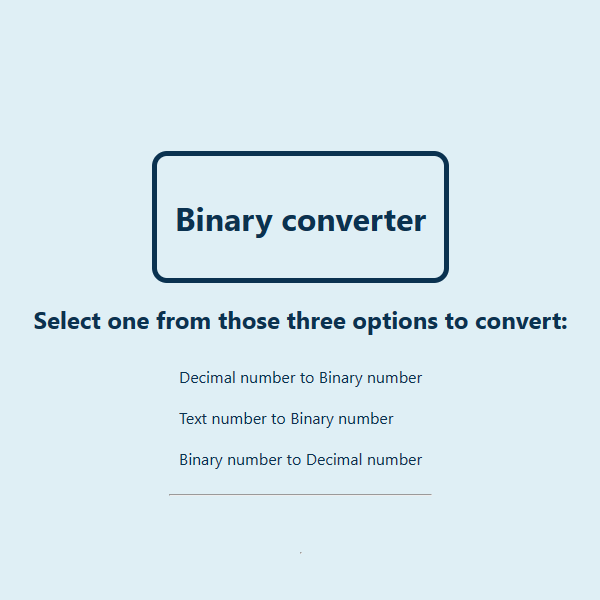 Binary converter
Select one from those three options to convert:
Decimal number to Binary number
Text number to Binary number
Binary number to Decimal number
.